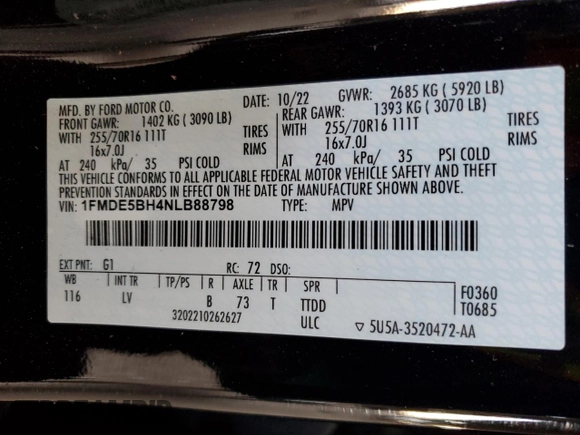 MFD. BY FORD MOTOR CO.
DATE: 10/22 GVWR: 2685 KG ( 5920 LB)
FRONT GAWR: 1402 KG ( 3090 LB) REAR GAWR: 1393 KG ( 3070 LB)
WITH 255/70R16 111T TIRES WITH 255/70R16 111T TIRES
16x7.0J RIMS 16x7.0J RIMS
AT 240 kPa/ 35 PSI COLD AT 240 kPa/ 35 PSI COLD
THIS VEHICLE CONFORMS TO ALL APPLICABLE FEDERAL MOTOR VEHICLE SAFETY AND THEFT
PREVENTION STANDARDS IN EFFECT ON THE DATE OF MANUFACTURE SHOWN ABOVE.
VIN: 1FMDE5BH4NLB88798 TYPE: MPV
EXT PNT: G1 RC: 72 DSO:
WB INT TR TP/PS R AXLE TR SPR F0360
116 LV B 73 T TTDD T0685
3202210262627 ULC ▽ 5U5A-3520472-AA